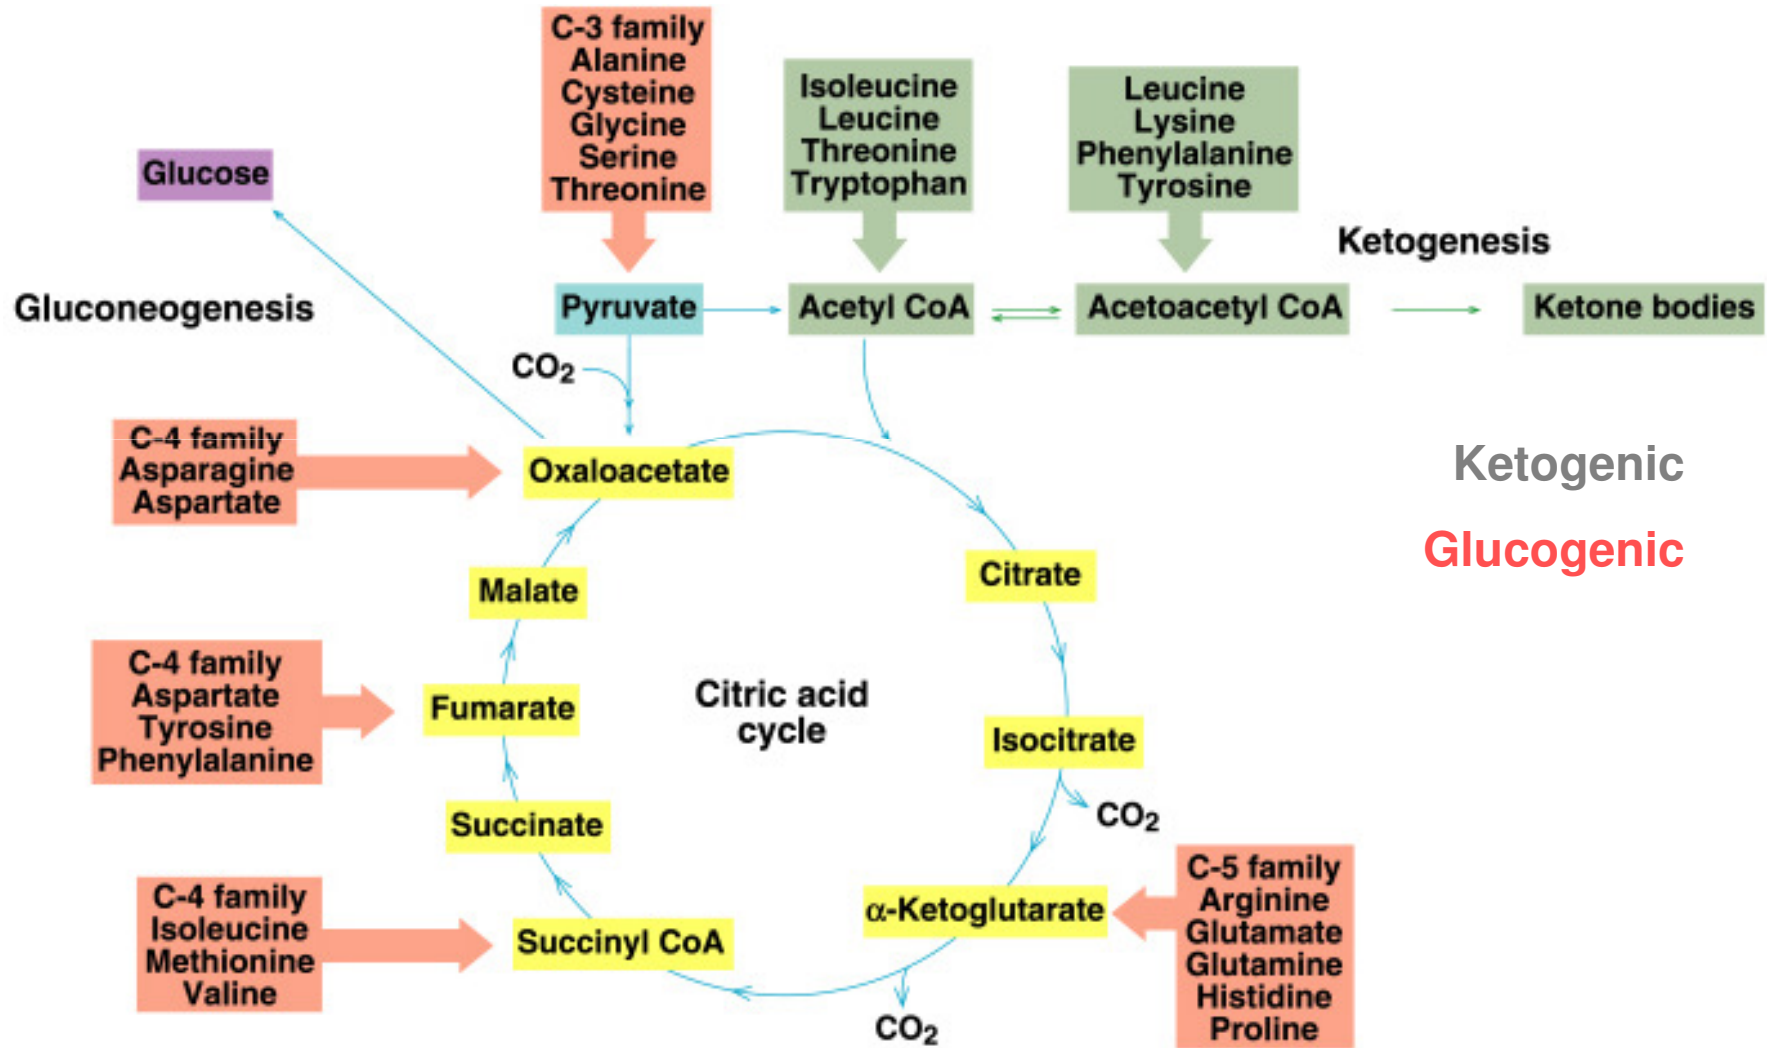 C-3 family
Alanine
Cysteine
Glycine
Serine
Threonine
Isoleucine
Leucine
Threonine
Tryptophan
Leucine
Lysine
Phenylalanine
Tyrosine
Glucose
Ketogenesis
Gluconeogenesis
Pyruvate
Acetyl CoA
Acetoacetyl CoA
Ketone bodies
CO2
C-4 family
Asparagine
Aspartate
Oxaloacetate
Ketogenic
Glucogenic
Citrate
Malate
C-4 family
Aspartate
Tyrosine
Phenylalanine
Fumarate
Citric acid
cycle
Isocitrate
CO2
Succinate
C-4 family
Isoleucine
Methionine
Valine
Succinyl CoA
α-Ketoglutarate
C-5 family
Arginine
Glutamate
Glutamine
Histidine
Proline
CO2